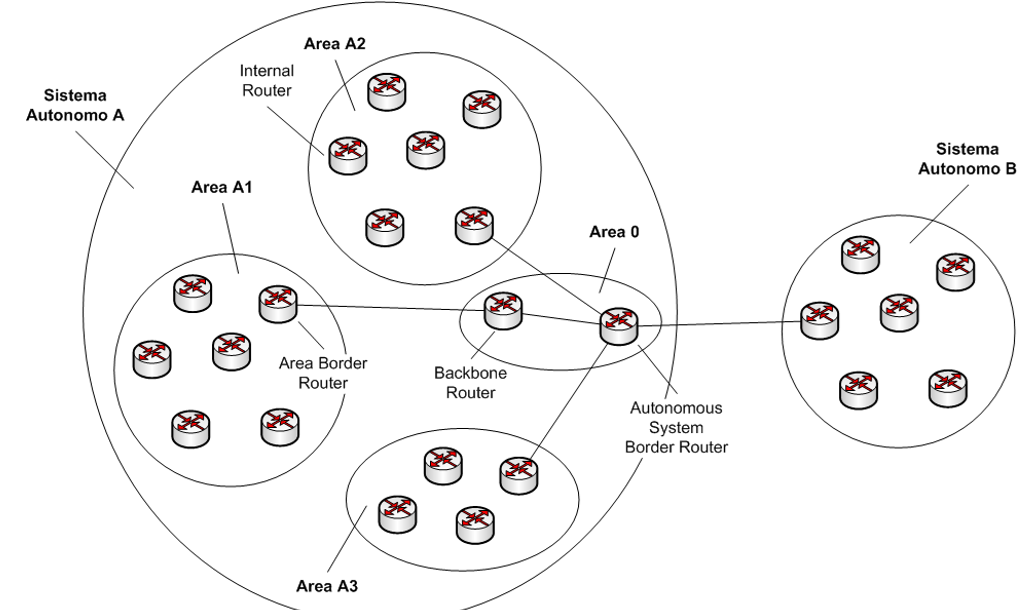 Area A2
Internal
Router
Sistema
Autonomo A
Sistema
Autonomo B
Area A1
Area 0
Area Border
Router
Backbone
Router
Autonomous
System
Border Router
Area A3